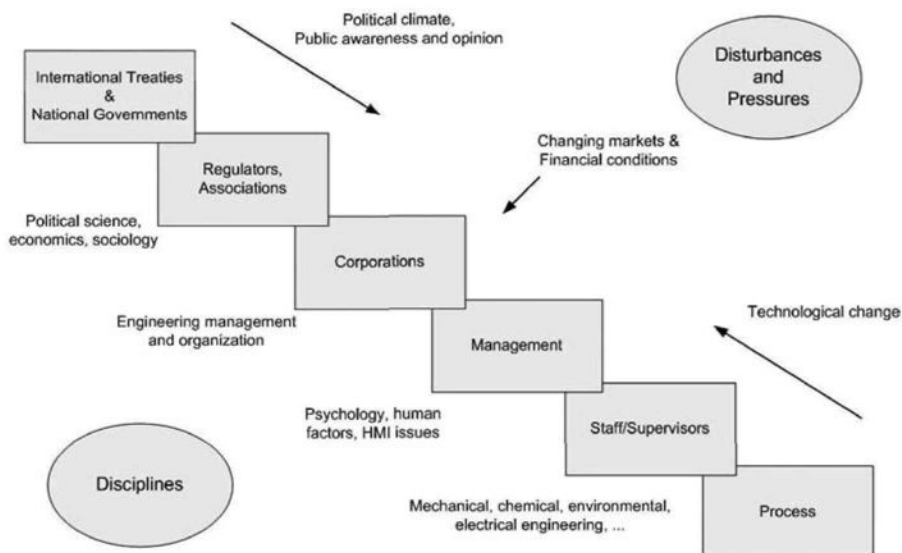 Political climate,
Public awareness and opinion
International Treaties
&
National Governments
Disturbances
and
Pressures
Changing markets &
Financial conditions
Regulators,
Associations
Political science,
economics, sociology
Corporations
Engineering management
and organization
Technological change
Management
Psychology, human
factors, HMI issues
Staff/Supervisors
Disciplines
Mechanical, chemical, environmental,
electrical engineering, ...
Process